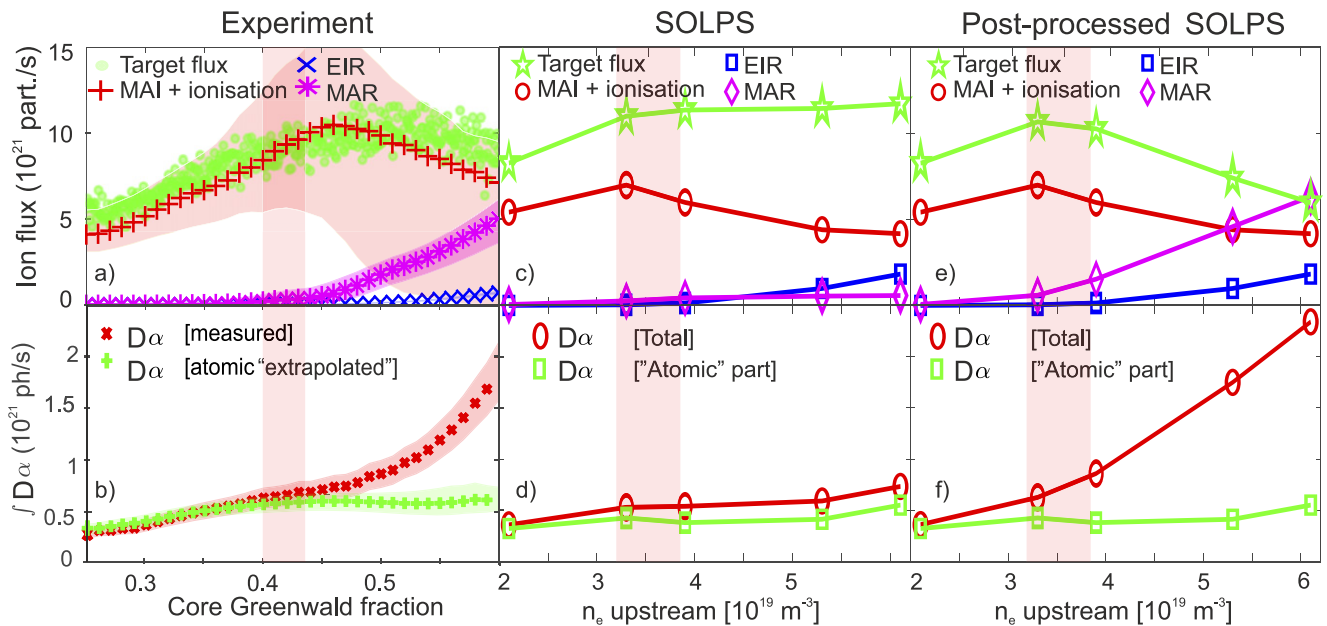 Experiment
SOLPS
Post-processed SOLPS
15
10
5
0
Ion flux (10²¹ part./s)
Target flux
EIR
MAI + ionisation
MAR
a)
Target flux
EIR
MAI + ionisation
MAR
c)
Target flux
EIR
MAI + ionisation
MAR
e)
2
1.5
1
0.5
0
∫ Dα (10²¹ ph/s)
Dα [measured]
Dα [atomic “extrapolated”]
b)
Dα [Total]
Dα ["Atomic" part]
d)
Dα [Total]
Dα ["Atomic" part]
f)
0.3 0.4 0.5
Core Greenwald fraction
2 3 4 5 6
nₑ upstream [10¹⁹ m⁻³]
2 3 4 5 6
nₑ upstream [10¹⁹ m⁻³]